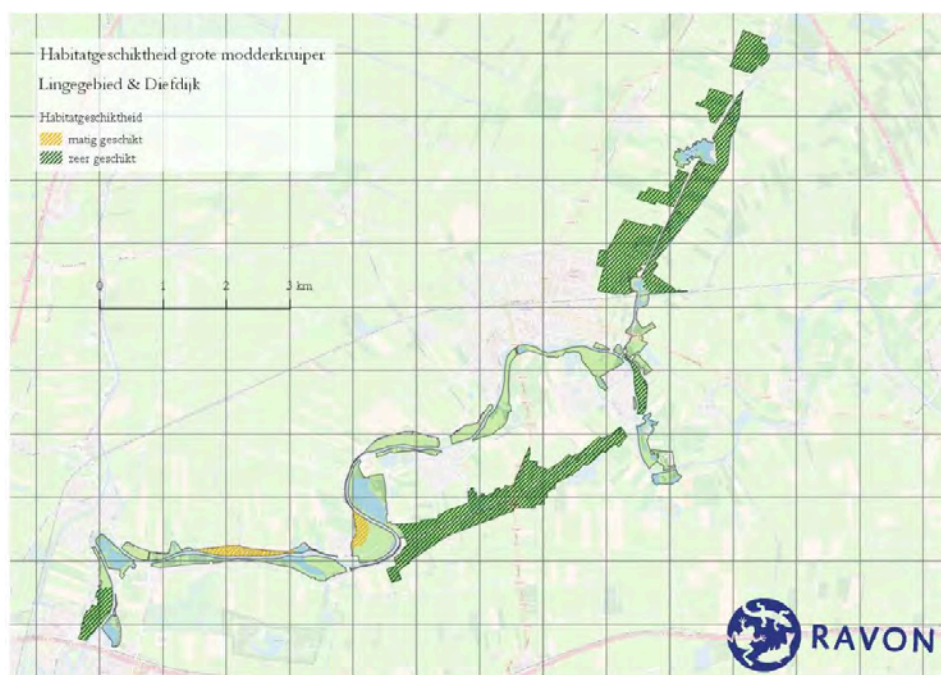 Habitatgeschiktheid grote modderkruiper
Lingegebied & Diefdijk
Habitatgeschiktheid
matig geschikt
zeer geschikt
0 1 2 3 km
RAVON